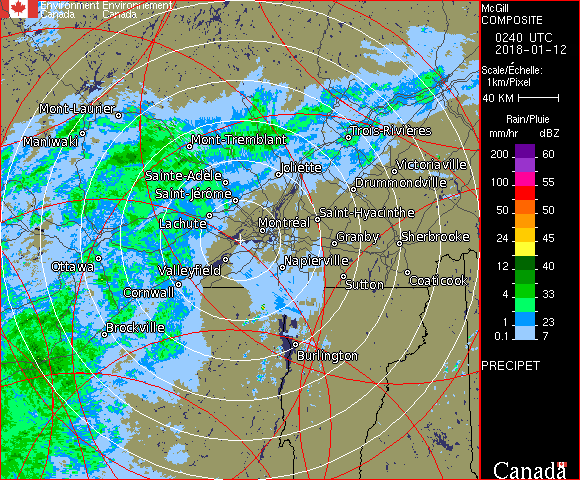 Environment Environnement
Canada Canada
McGill
COMPOSITE
0240 UTC
2018-01-12
Scale/Échelle:
1km/Pixel
40 KM
Rain/Pluie
mm/hr dBZ
200 60
100 55
50 50
24 45
12 40
4 33
1 23
0.1 7
PRECIPET
Canada
Mont-Laurier
Maniwaki
Mont-Tremblant
Trois-Rivières
Sainte-Adèle
Joliette
Victoriaville
Drummondville
Saint-Jérôme
Lachute
Montréal
Saint-Hyacinthe
Granby
Sherbrooke
Ottawa
Valleyfield
Napierville
Cornwall
Sutton
Coaticook
Brockville
Burlington